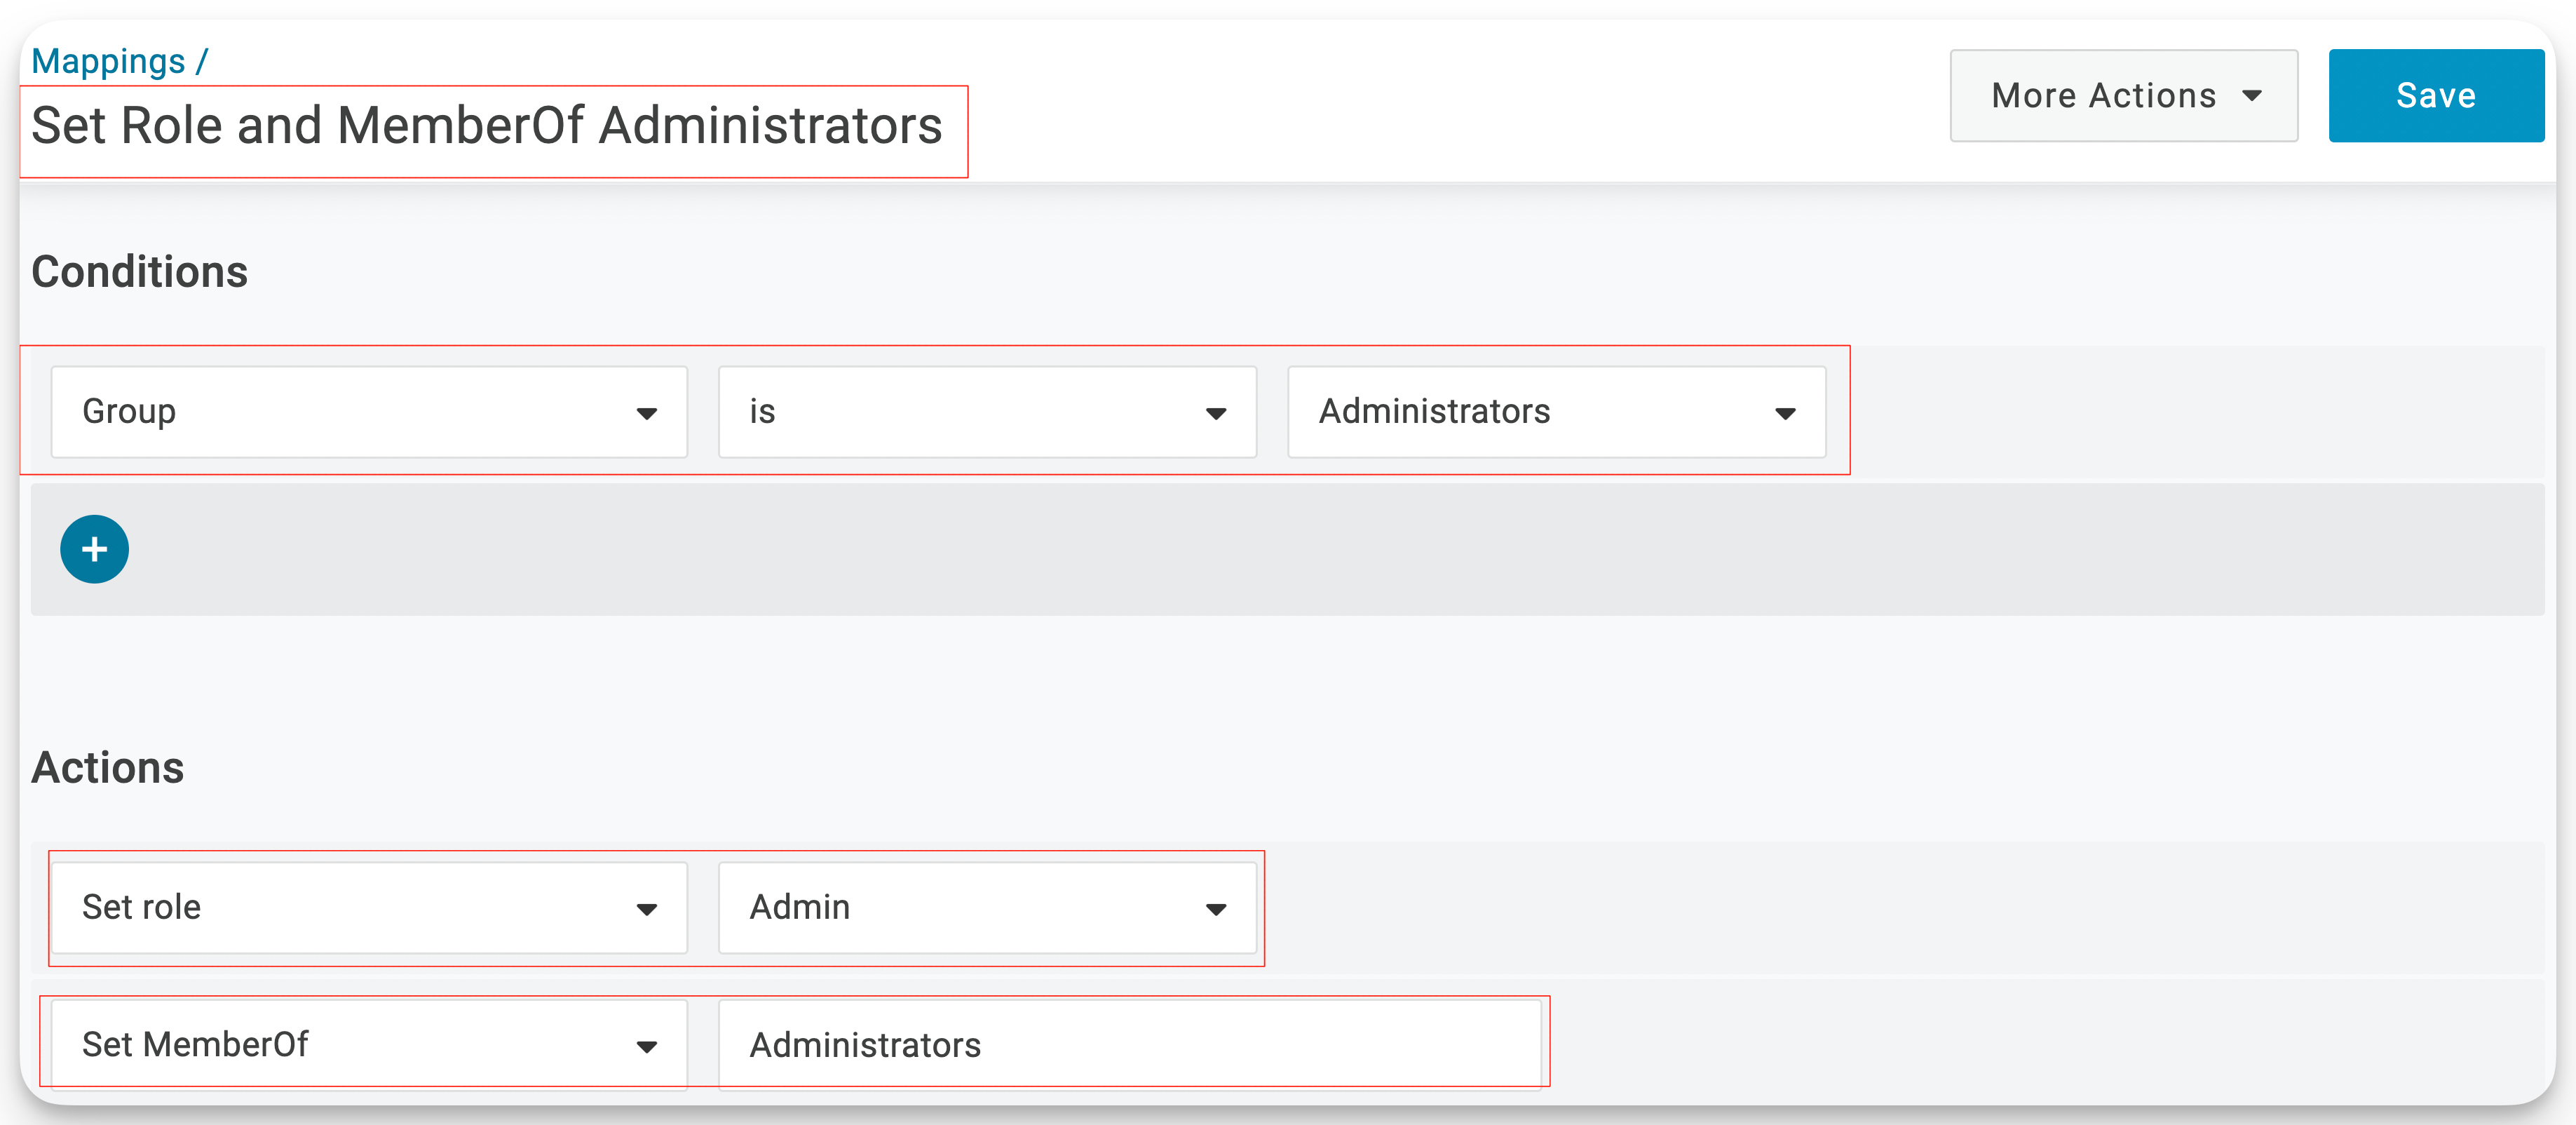 Mappings /
Set Role and MemberOf Administrators
More Actions
Save
Conditions
Group
is
Administrators
+
Actions
Set role
Admin
Set MemberOf
Administrators